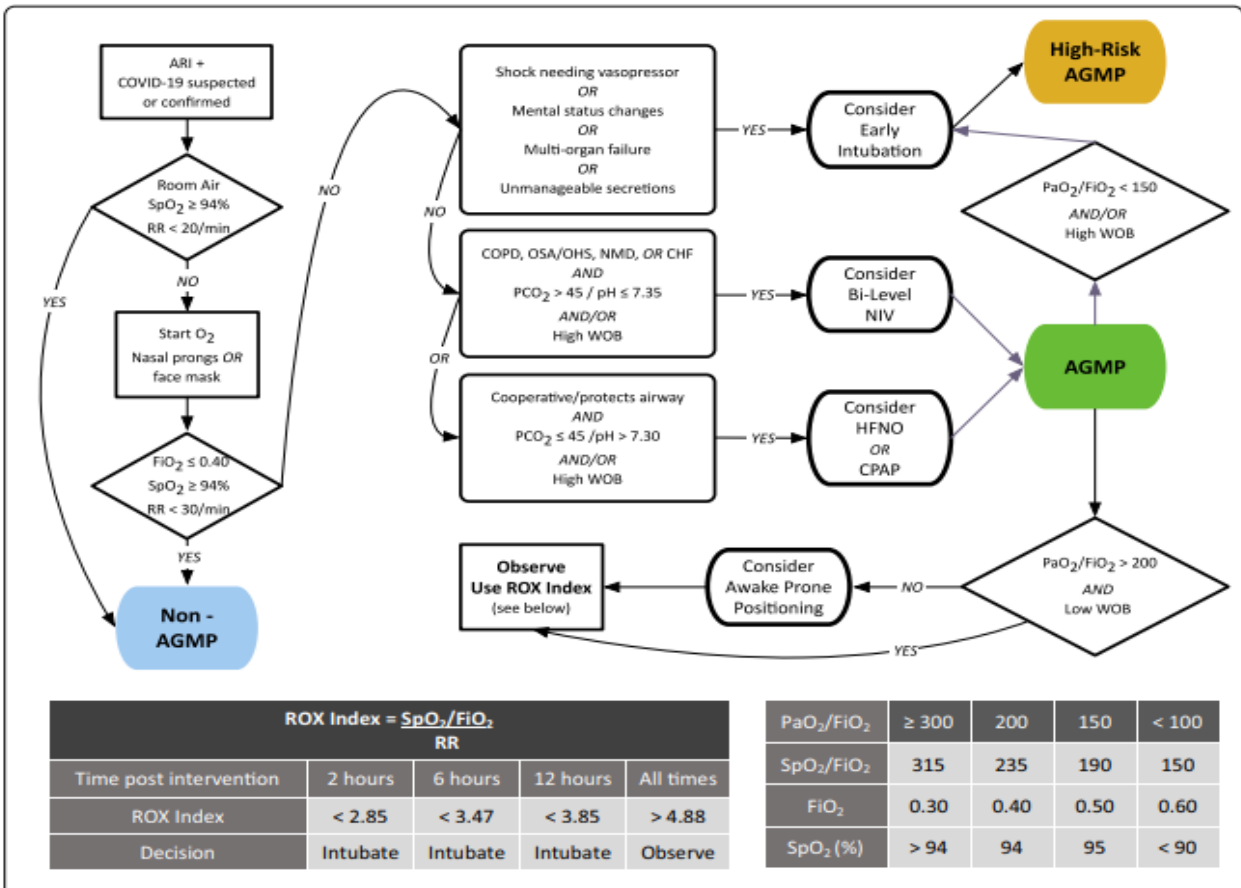 ARI +
COVID-19 suspected
or confirmed
Room Air
SpO₂ ≥ 94%
RR < 20/min
YES
NO
Start O₂
Nasal prongs OR
face mask
FiO₂ ≤ 0.40
SpO₂ ≥ 94%
RR < 30/min
NO
YES
Non -
AGMP
Shock needing vasopressor
OR
Mental status changes
OR
Multi-organ failure
OR
Unmanageable secretions
YES
Consider
Early
Intubation
High-Risk
AGMP
NO
COPD, OSA/OHS, NMD, OR CHF
AND
PCO₂ > 45 / pH ≤ 7.35
AND/OR
High WOB
YES
Consider
Bi-Level
NIV
OR
Cooperative/protects airway
AND
PCO₂ ≤ 45 /pH > 7.30
AND/OR
High WOB
YES
Consider
HFNO
OR
CPAP
PaO₂/FiO₂ < 150
AND/OR
High WOB
AGMP
PaO₂/FiO₂ > 200
AND
Low WOB
NO
Consider
Awake Prone
Positioning
YES
Observe
Use ROX Index
(see below)
ROX Index = SpO₂/FiO₂
RR
Time post intervention 2 hours 6 hours 12 hours All times
ROX Index < 2.85 < 3.47 < 3.85 > 4.88
Decision Intubate Intubate Intubate Observe
PaO₂/FiO₂ ≥ 300 200 150 < 100
SpO₂/FiO₂ 315 235 190 150
FiO₂ 0.30 0.40 0.50 0.60
SpO₂ (%) > 94 94 95 < 90